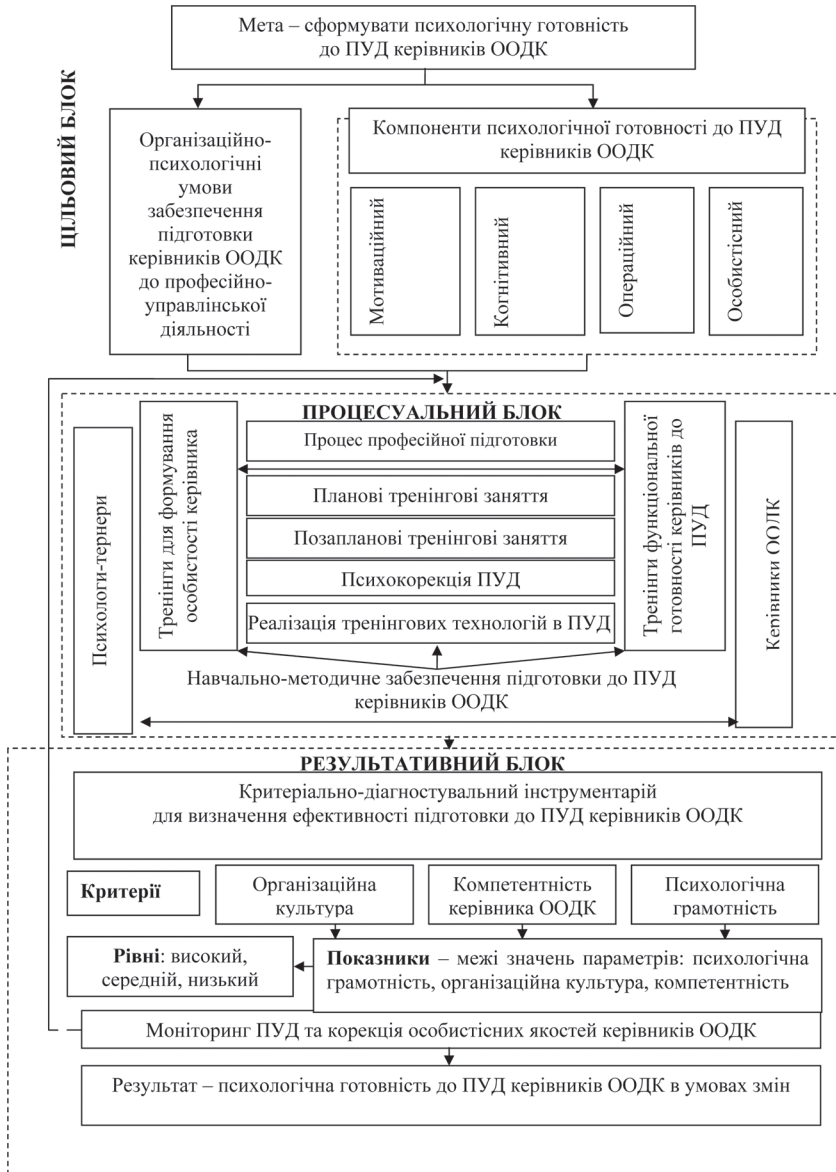 Мета – сформувати психологічну готовність
до ПУД керівників ООДК
ЦІЛЬОВИЙ БЛОК
Організаційно-
психологічні
умови
забезпечення
підготовки
керівників ООДК
до професійно-
управлінської
діяльності
Компоненти психологічної готовності до ПУД
керівників ООДК
Мотиваційний
Когнітивний
Операційний
Особистісний
ПРОЦЕСУАЛЬНИЙ БЛОК
Психологи-тернери
Тренінги для формування
особистості керівника
Процес професійної підготовки
Планові тренінгові заняття
Позапланові тренінгові заняття
Психокорекція ПУД
Реалізація тренінгових технологій в ПУД
Тренінги функціональної
готовності керівників до
ПУД
Керівники ООЛК
Навчально-методичне забезпечення підготовки до ПУД
керівників ООДК
РЕЗУЛЬТАТИВНИЙ БЛОК
Критеріально-діагностувальний інструментарій
для визначення ефективності підготовки до ПУД керівників ООДК
Критерії
Організаційна
культура
Компетентність
керівника ООДК
Психологічна
грамотність
Рівні: високий,
середній, низький
Показники – межі значень параметрів: психологічна
грамотність, організаційна культура, компетентність
Моніторинг ПУД та корекція особистісних якостей керівників ООДК
Результат – психологічна готовність до ПУД керівників ООДК в умовах змін